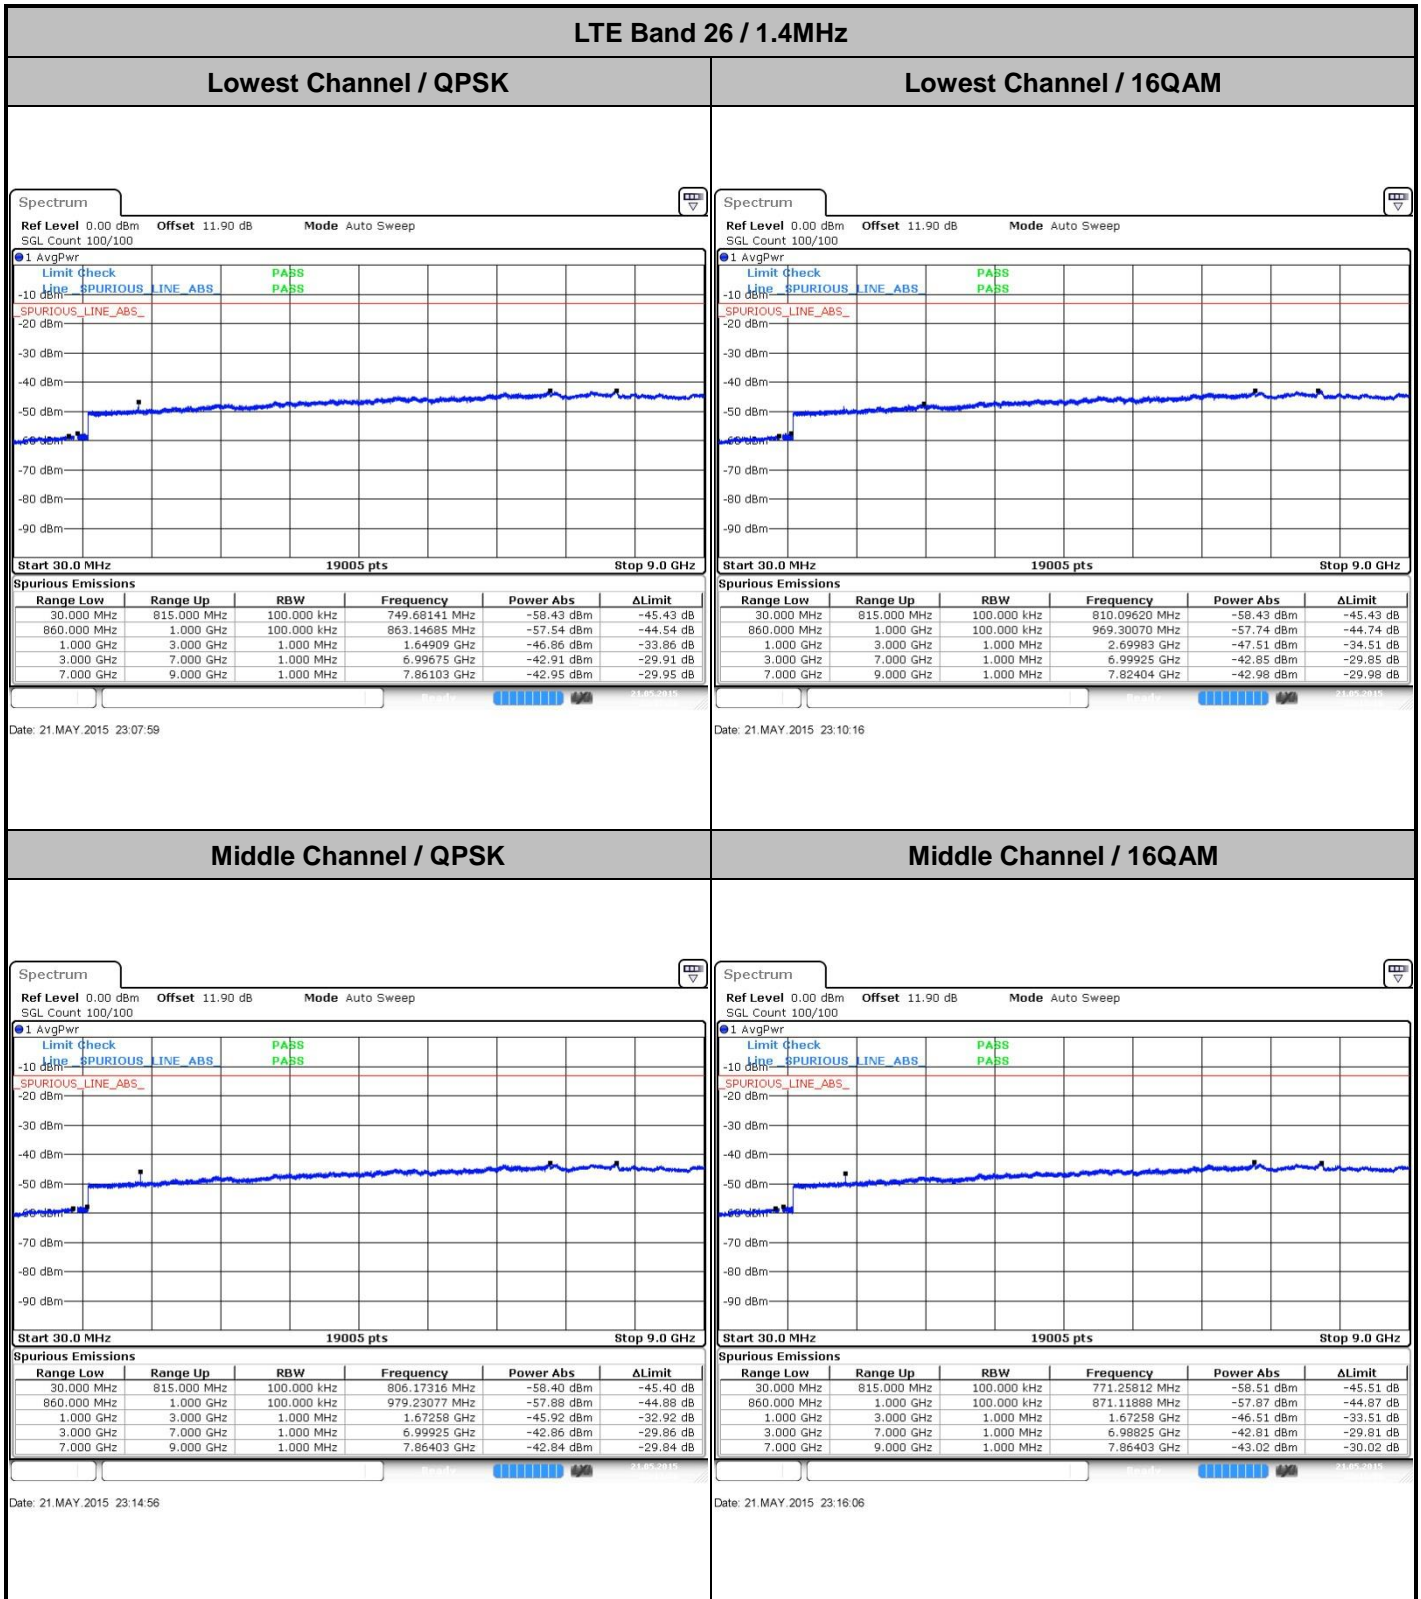 LTE Band 26 / 1.4MHz
Lowest Channel / QPSK
Lowest Channel / 16QAM
Spectrum
Ref Level 0.00 dBm Offset 11.90 dB Mode Auto Sweep
SGL Count 100/100
1 AvgPwr
Limit Check PASS
Line _SPURIOUS_LINE_ABS_ PASS
-10 dBm
_SPURIOUS_LINE_ABS_
-20 dBm
-30 dBm
-40 dBm
-50 dBm
-60 dBm
-70 dBm
-80 dBm
-90 dBm
Start 30.0 MHz 19005 pts Stop 9.0 GHz
Spurious Emissions
Range Low Range Up RBW Frequency Power Abs ΔLimit
30.000 MHz 815.000 MHz 100.000 kHz 749.68141 MHz -58.43 dBm -45.43 dB
860.000 MHz 1.000 GHz 100.000 kHz 863.14685 MHz -57.54 dBm -44.54 dB
1.000 GHz 3.000 GHz 1.000 MHz 1.64909 GHz -46.86 dBm -33.86 dB
3.000 GHz 7.000 GHz 1.000 MHz 6.99675 GHz -42.91 dBm -29.91 dB
7.000 GHz 9.000 GHz 1.000 MHz 7.86103 GHz -42.95 dBm -29.95 dB
21.05.2015
Date: 21.MAY.2015 23:07:59
Spectrum
Ref Level 0.00 dBm Offset 11.90 dB Mode Auto Sweep
SGL Count 100/100
1 AvgPwr
Limit Check PASS
Line _SPURIOUS_LINE_ABS_ PASS
-10 dBm
_SPURIOUS_LINE_ABS_
-20 dBm
-30 dBm
-40 dBm
-50 dBm
-60 dBm
-70 dBm
-80 dBm
-90 dBm
Start 30.0 MHz 19005 pts Stop 9.0 GHz
Spurious Emissions
Range Low Range Up RBW Frequency Power Abs ΔLimit
30.000 MHz 815.000 MHz 100.000 kHz 810.09620 MHz -58.43 dBm -45.43 dB
860.000 MHz 1.000 GHz 100.000 kHz 969.30070 MHz -57.74 dBm -44.74 dB
1.000 GHz 3.000 GHz 1.000 MHz 2.69983 GHz -47.51 dBm -34.51 dB
3.000 GHz 7.000 GHz 1.000 MHz 6.99925 GHz -42.85 dBm -29.85 dB
7.000 GHz 9.000 GHz 1.000 MHz 7.82404 GHz -42.98 dBm -29.98 dB
21.05.2015
Date: 21.MAY.2015 23:10:16
Middle Channel / QPSK
Middle Channel / 16QAM
Spectrum
Ref Level 0.00 dBm Offset 11.90 dB Mode Auto Sweep
SGL Count 100/100
1 AvgPwr
Limit Check PASS
Line _SPURIOUS_LINE_ABS_ PASS
-10 dBm
_SPURIOUS_LINE_ABS_
-20 dBm
-30 dBm
-40 dBm
-50 dBm
-60 dBm
-70 dBm
-80 dBm
-90 dBm
Start 30.0 MHz 19005 pts Stop 9.0 GHz
Spurious Emissions
Range Low Range Up RBW Frequency Power Abs ΔLimit
30.000 MHz 815.000 MHz 100.000 kHz 806.17316 MHz -58.40 dBm -45.40 dB
860.000 MHz 1.000 GHz 100.000 kHz 979.23077 MHz -57.88 dBm -44.88 dB
1.000 GHz 3.000 GHz 1.000 MHz 1.67258 GHz -45.92 dBm -32.92 dB
3.000 GHz 7.000 GHz 1.000 MHz 6.99925 GHz -42.86 dBm -29.86 dB
7.000 GHz 9.000 GHz 1.000 MHz 7.86403 GHz -42.84 dBm -29.84 dB
21.05.2015
Date: 21.MAY.2015 23:14:56
Spectrum
Ref Level 0.00 dBm Offset 11.90 dB Mode Auto Sweep
SGL Count 100/100
1 AvgPwr
Limit Check PASS
Line _SPURIOUS_LINE_ABS_ PASS
-10 dBm
_SPURIOUS_LINE_ABS_
-20 dBm
-30 dBm
-40 dBm
-50 dBm
-60 dBm
-70 dBm
-80 dBm
-90 dBm
Start 30.0 MHz 19005 pts Stop 9.0 GHz
Spurious Emissions
Range Low Range Up RBW Frequency Power Abs ΔLimit
30.000 MHz 815.000 MHz 100.000 kHz 771.25812 MHz -58.51 dBm -45.51 dB
860.000 MHz 1.000 GHz 100.000 kHz 871.11888 MHz -57.87 dBm -44.87 dB
1.000 GHz 3.000 GHz 1.000 MHz 1.67258 GHz -46.51 dBm -33.51 dB
3.000 GHz 7.000 GHz 1.000 MHz 6.98825 GHz -42.81 dBm -29.81 dB
7.000 GHz 9.000 GHz 1.000 MHz 7.86403 GHz -43.02 dBm -30.02 dB
21.05.2015
Date: 21.MAY.2015 23:16:06